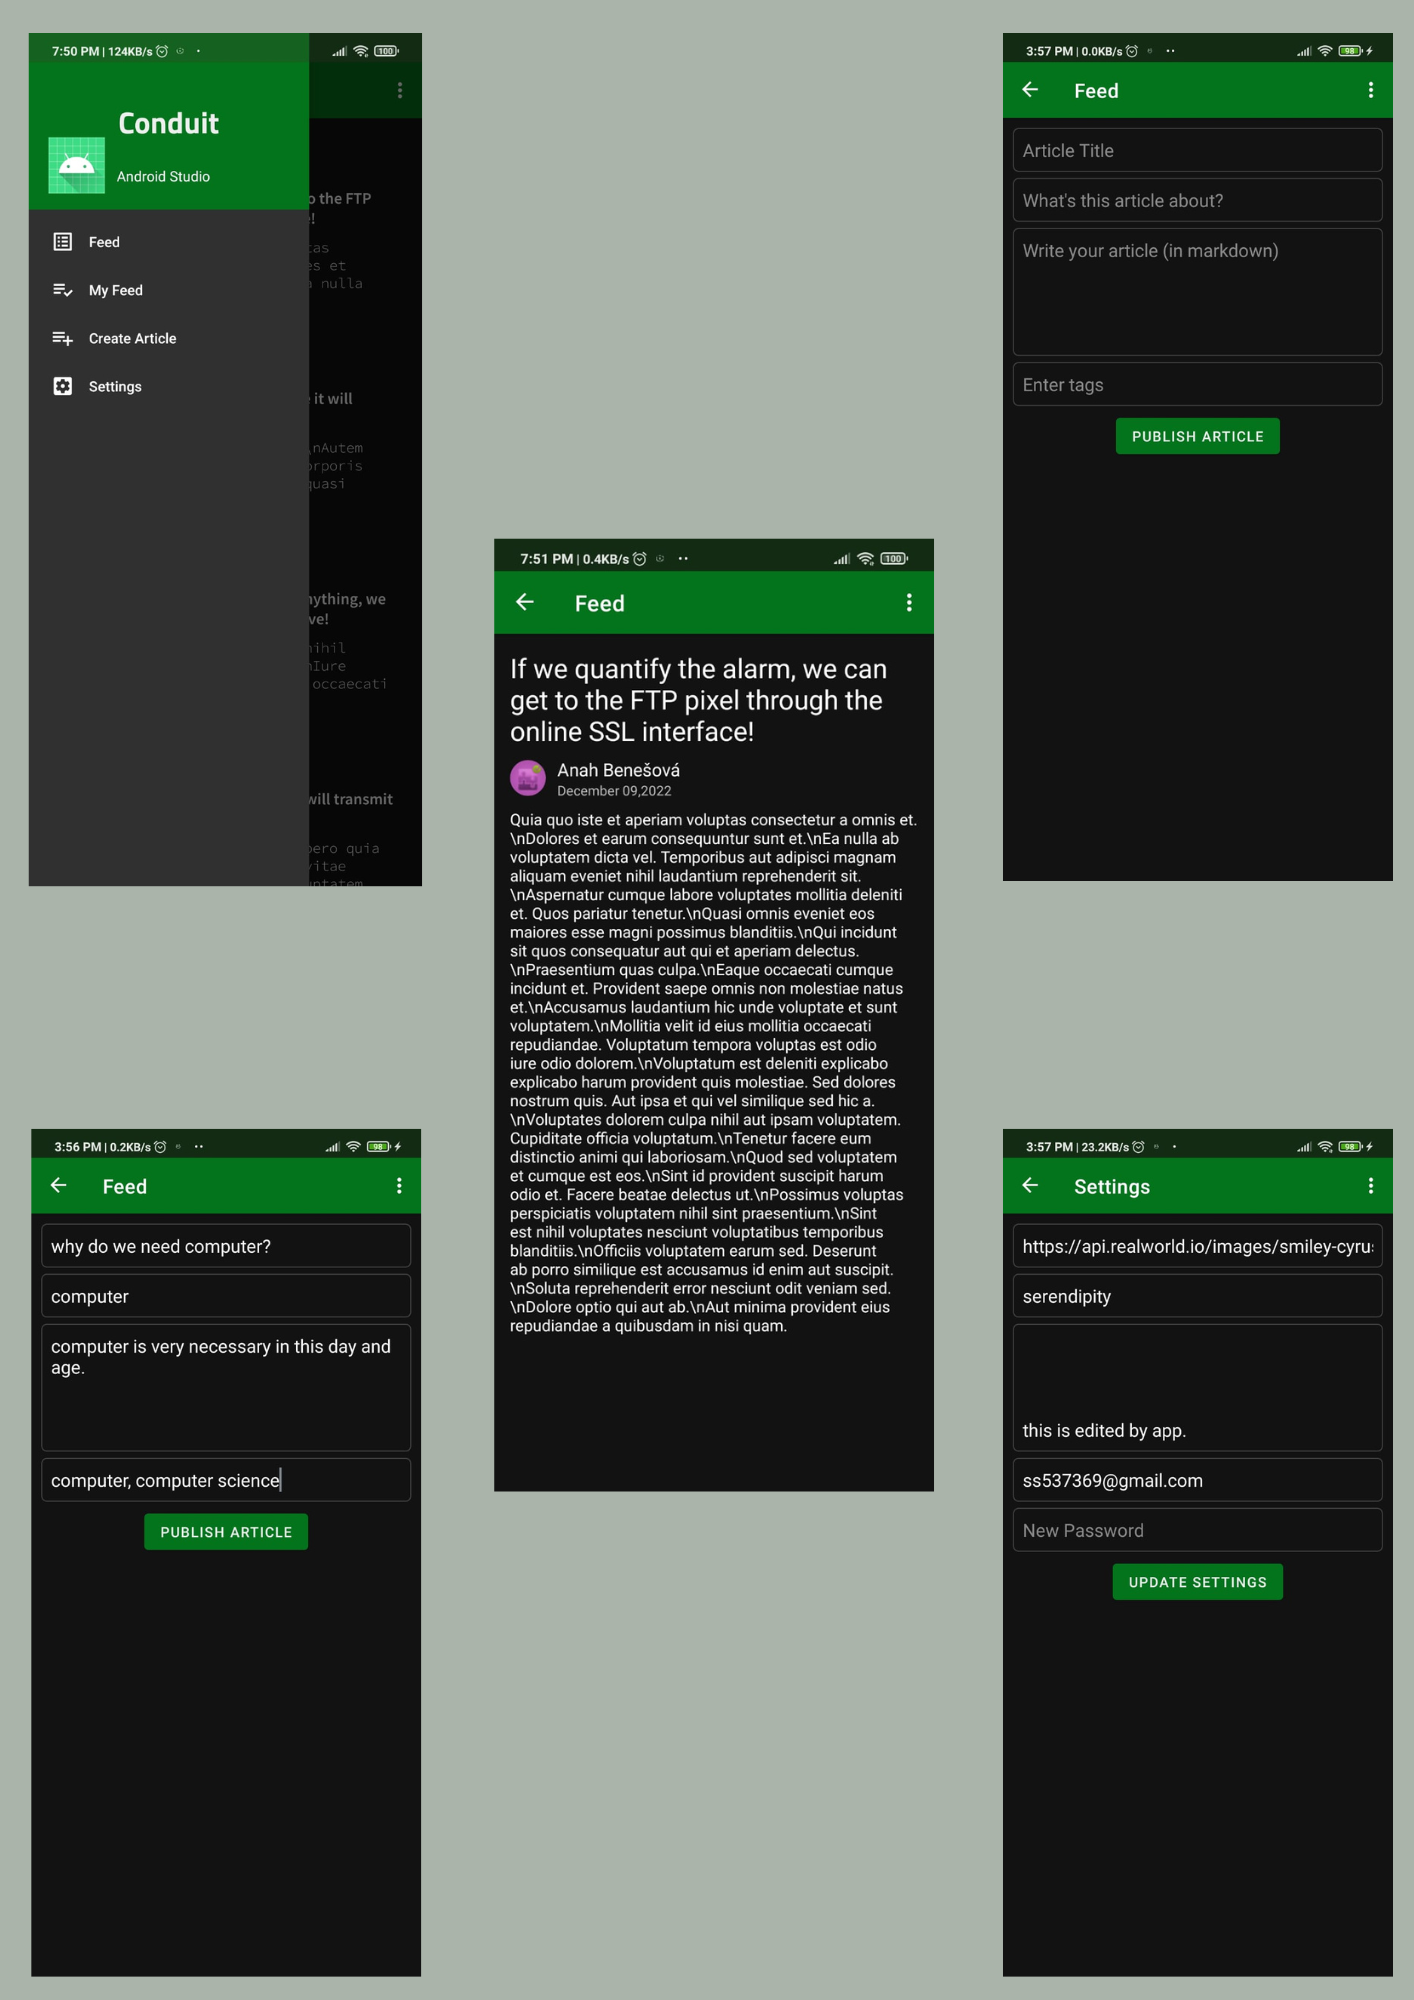 7:50 PM | 124KB/s
100
Conduit
Android Studio
Feed
My Feed
Create Article
Settings
to the FTP
!
tas
es et
nulla
it will
\nAutem
orporis
quasi
nything, we
ve!
nihil
nIure
occaecati
will transmit
pero quia
vitae
uptatem
3:57 PM | 0.0KB/s
98
Feed
Article Title
What's this article about?
Write your article (in markdown)
Enter tags
PUBLISH ARTICLE
7:51 PM | 0.4KB/s
100
Feed
If we quantify the alarm, we can
get to the FTP pixel through the
online SSL interface!
Anah Benešová
December 09,2022
Quia quo iste et aperiam voluptas consectetur a omnis et.
\nDolores et earum consequuntur sunt et.\nEa nulla ab
voluptatem dicta vel. Temporibus aut adipisci magnam
aliquam eveniet nihil laudantium reprehenderit sit.
\nAspernatur cumque labore voluptates mollitia deleniti
et. Quos pariatur tenetur.\nQuasi omnis eveniet eos
maiores esse magni possimus blanditiis.\nQui incidunt
sit quos consequatur aut qui et aperiam delectus.
\nPraesentium quas culpa.\nEaque occaecati cumque
incidunt et. Provident saepe omnis non molestiae natus
et.\nAccusamus laudantium hic unde voluptate et sunt
voluptatem.\nMollitia velit id eius mollitia occaecati
repudiandae. Voluptatum tempora voluptas est odio
iure odio dolorem.\nVoluptatum est deleniti explicabo
explicabo harum provident quis molestiae. Sed dolores
nostrum quis. Aut ipsa et qui vel similique sed hic a.
\nVoluptates dolorem culpa nihil aut ipsam voluptatem.
Cupiditate officia voluptatum.\nTenetur facere eum
distinctio animi qui laboriosam.\nQuod sed voluptatem
et cumque est eos.\nSint id provident suscipit harum
odio et. Facere beatae delectus ut.\nPossimus voluptas
perspiciatis voluptatem nihil sint praesentium.\nSint
est nihil voluptates nesciunt voluptatibus temporibus
blanditiis.\nOfficiis voluptatem earum sed. Deserunt
ab porro similique est accusamus id enim aut suscipit.
\nSoluta reprehenderit error nesciunt odit veniam sed.
\nDolore optio qui aut ab.\nAut minima provident eius
repudiandae a quibusdam in nisi quam.
3:56 PM | 0.2KB/s
98
Feed
why do we need computer?
computer
computer is very necessary in this day and
age.
computer, computer science
PUBLISH ARTICLE
3:57 PM | 23.2KB/s
98
Settings
https://api.realworld.io/images/smiley-cyrus
serendipity
this is edited by app.
ss537369@gmail.com
New Password
UPDATE SETTINGS